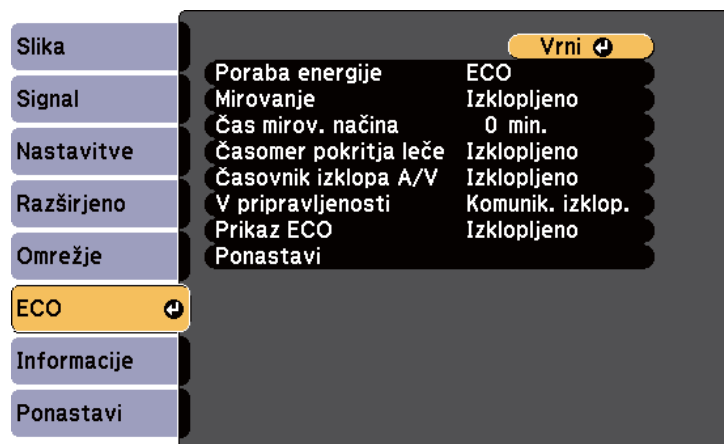 Slika
Signal
Nastavitve
Razširjeno
Omrežje
ECO
Informacije
Ponastavi
Vrni
Poraba energije ECO
Mirovanje Izklopljeno
Čas mirov. načina 0 min.
Časomer pokritja leče Izklopljeno
Časovnik izklopa A/V Izklopljeno
V pripravljenosti Komunik. izklop.
Prikaz ECO Izklopljeno
Ponastavi